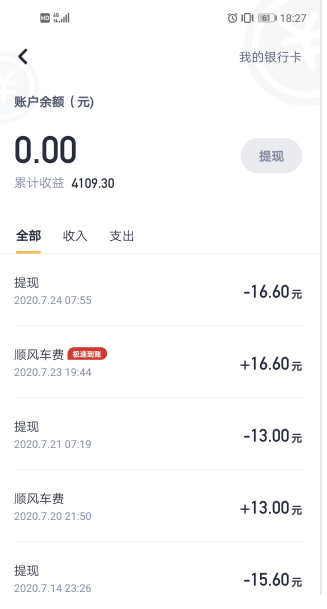 HD 4G 61 18:27
我的银行卡
账户余额（元)
0.00
提现
累计收益 4109.30
全部 收入 支出
提现
-16.60元
2020.7.24 07:55
顺风车费 极速到账
+16.60元
2020.7.23 19:44
提现
-13.00元
2020.7.21 07:19
顺风车费
+13.00元
2020.7.20 21:50
提现
-15.60元
2020.7.14 23:26